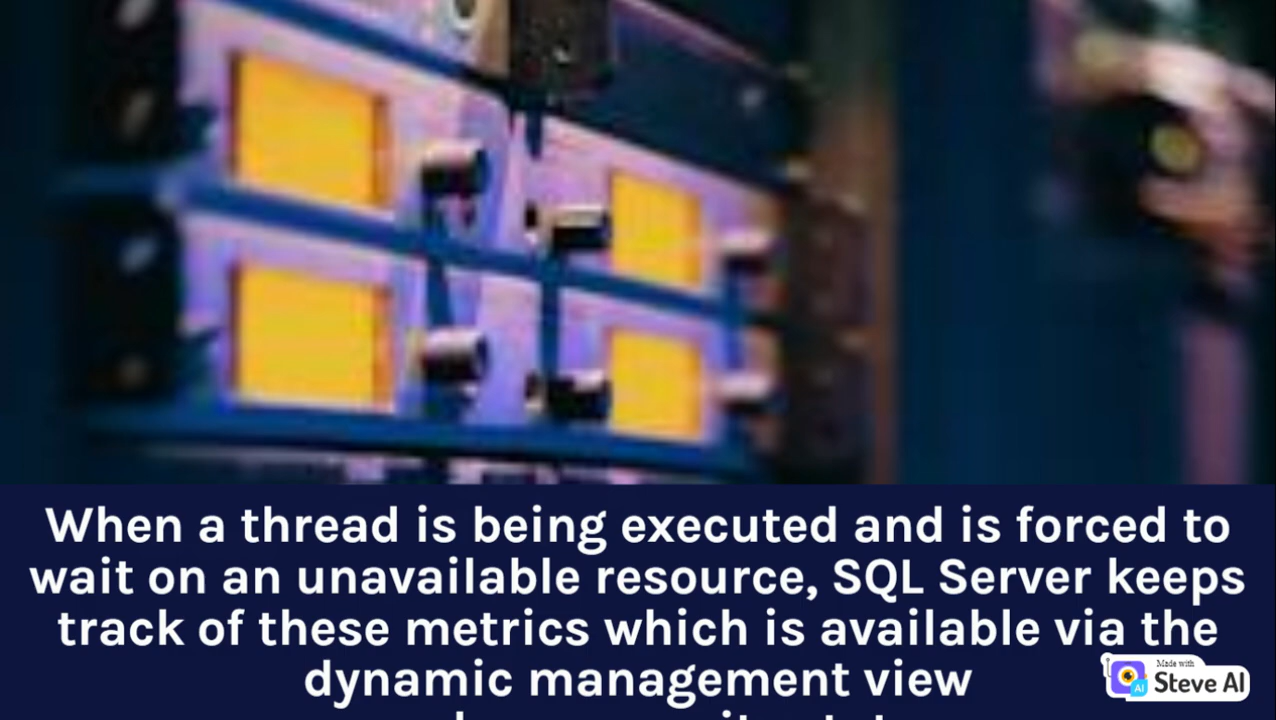 When a thread is being executed and is forced to
wait on an unavailable resource, SQL Server keeps
track of these metrics which is available via the
dynamic management view
Made with
Steve AI
AI